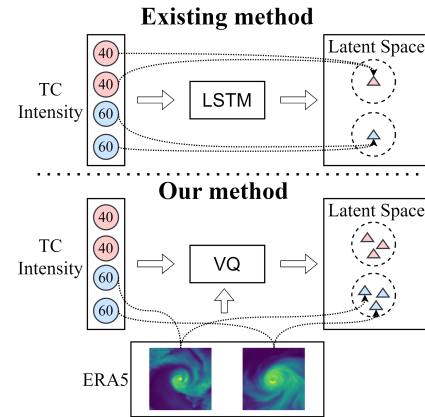 Existing method
40
40
60
60
TC
Intensity
LSTM
Latent Space
Our method
40
40
60
60
TC
Intensity
VQ
Latent Space
ERA5